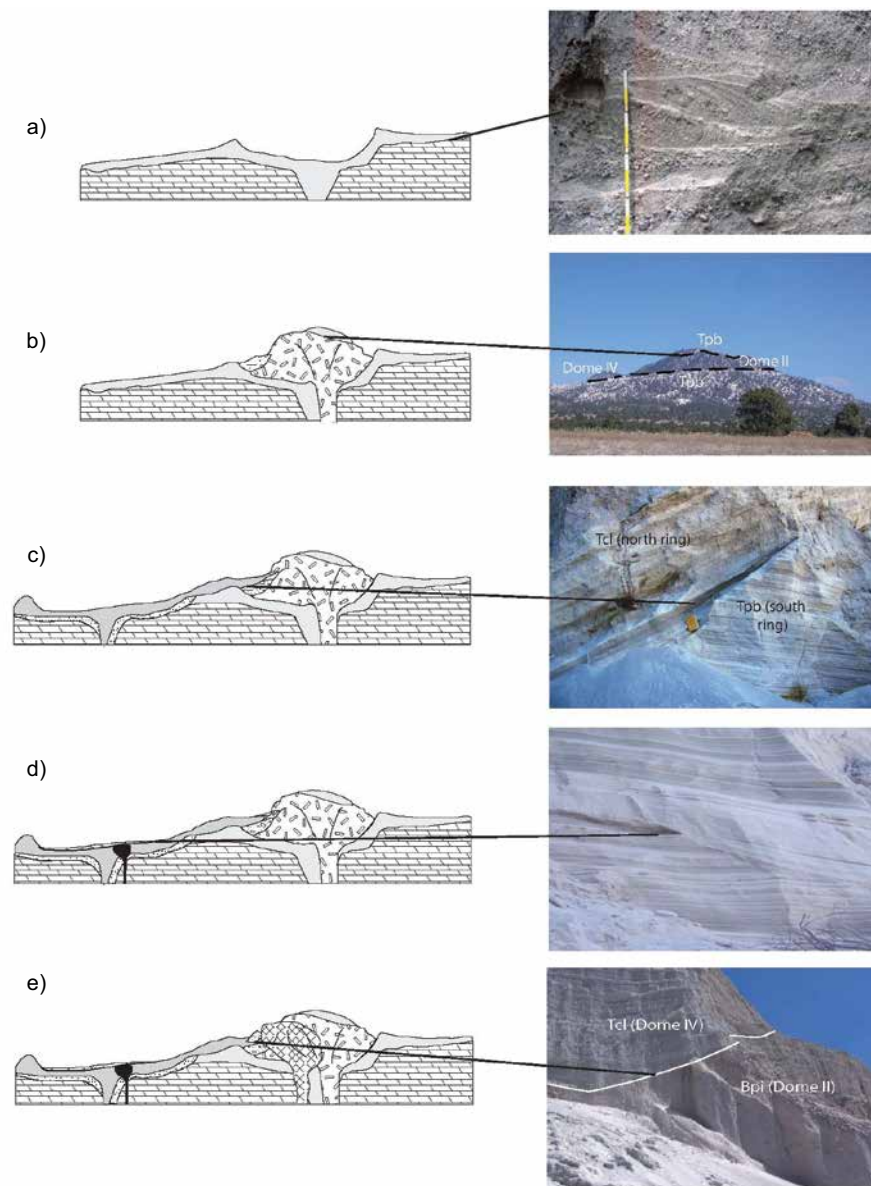 a)
b)
Tpb
Dome IV
Dome II
Tpb
c)
Tcl (north ring)
Tpb (south
ring)
d)
e)
Tcl (Dome IV)
Bpi (Dome II)